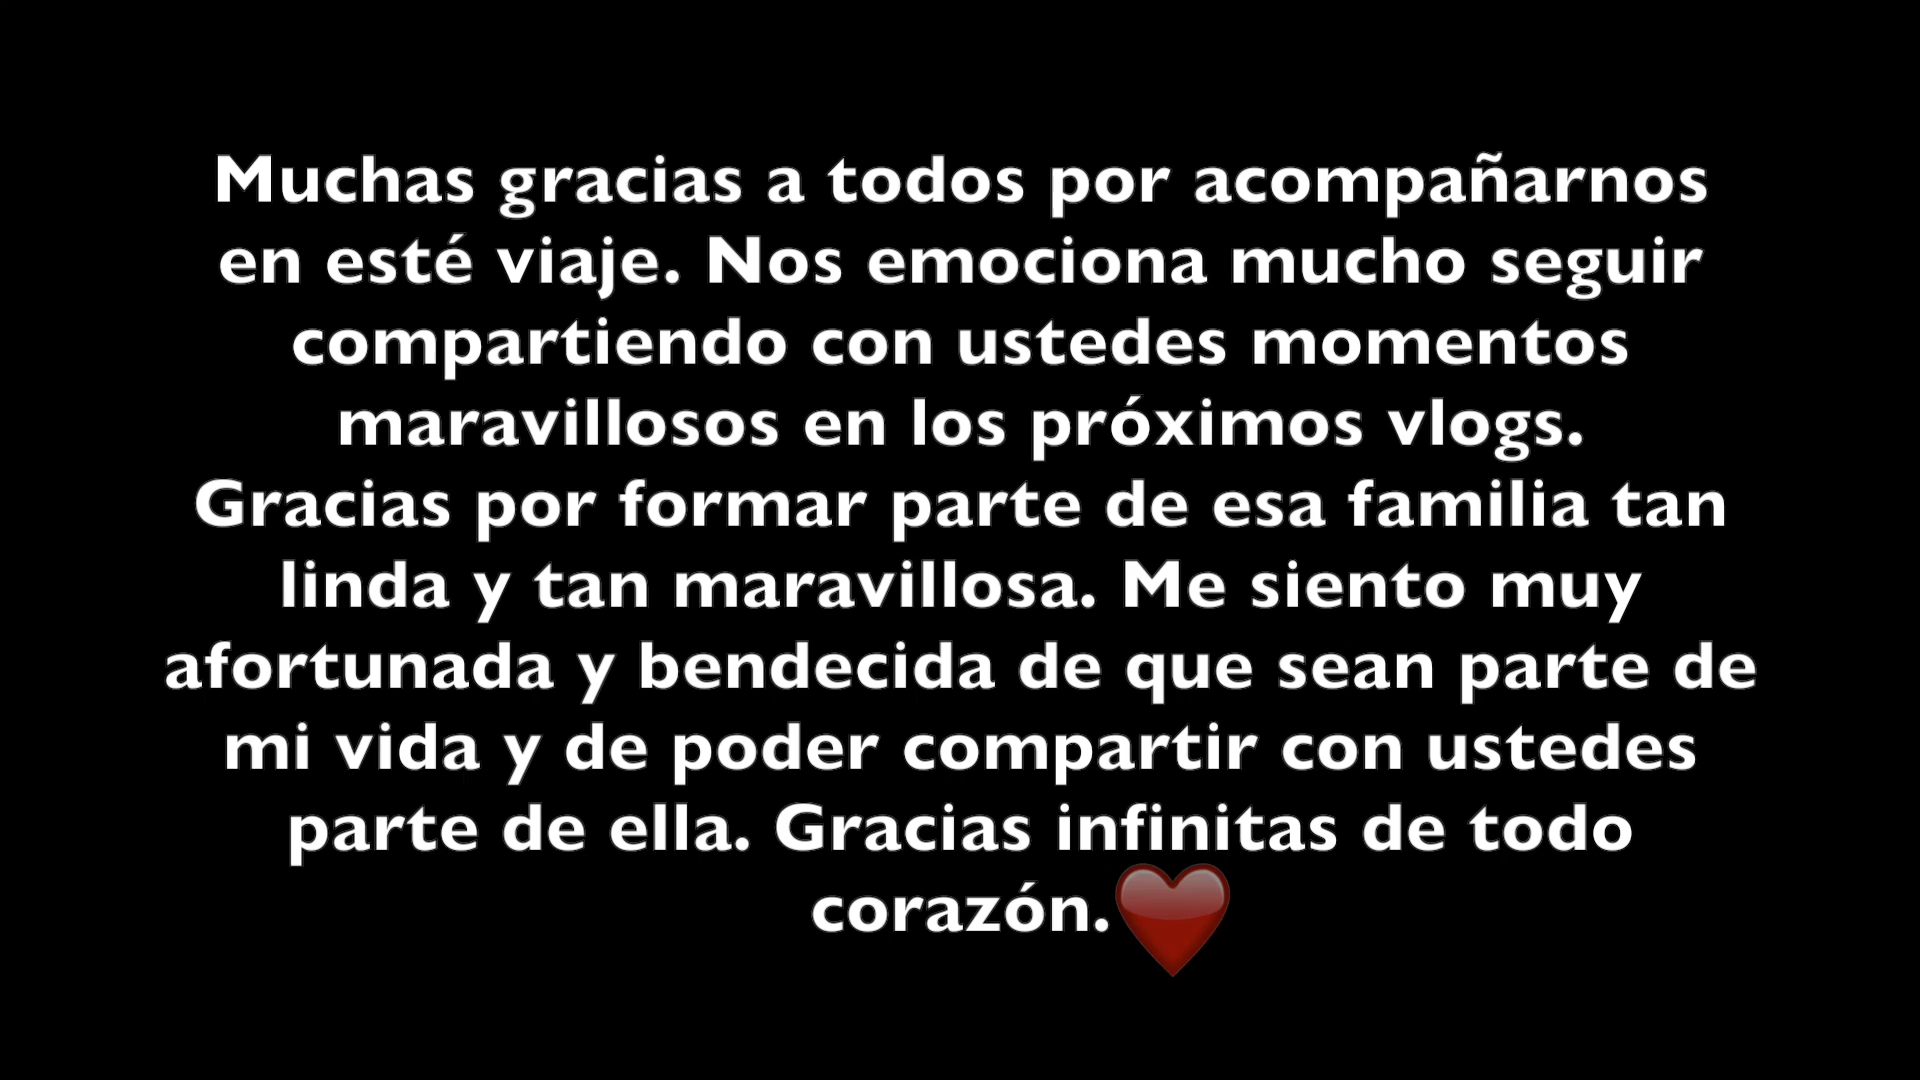 Muchas gracias a todos por acompañarnos
en esté viaje. Nos emociona mucho seguir
compartiendo con ustedes momentos
maravillosos en los próximos vlogs.
Gracias por formar parte de esa familia tan
linda y tan maravillosa. Me siento muy
afortunada y bendecida de que sean parte de
mi vida y de poder compartir con ustedes
parte de ella. Gracias infinitas de todo
corazón.❤️